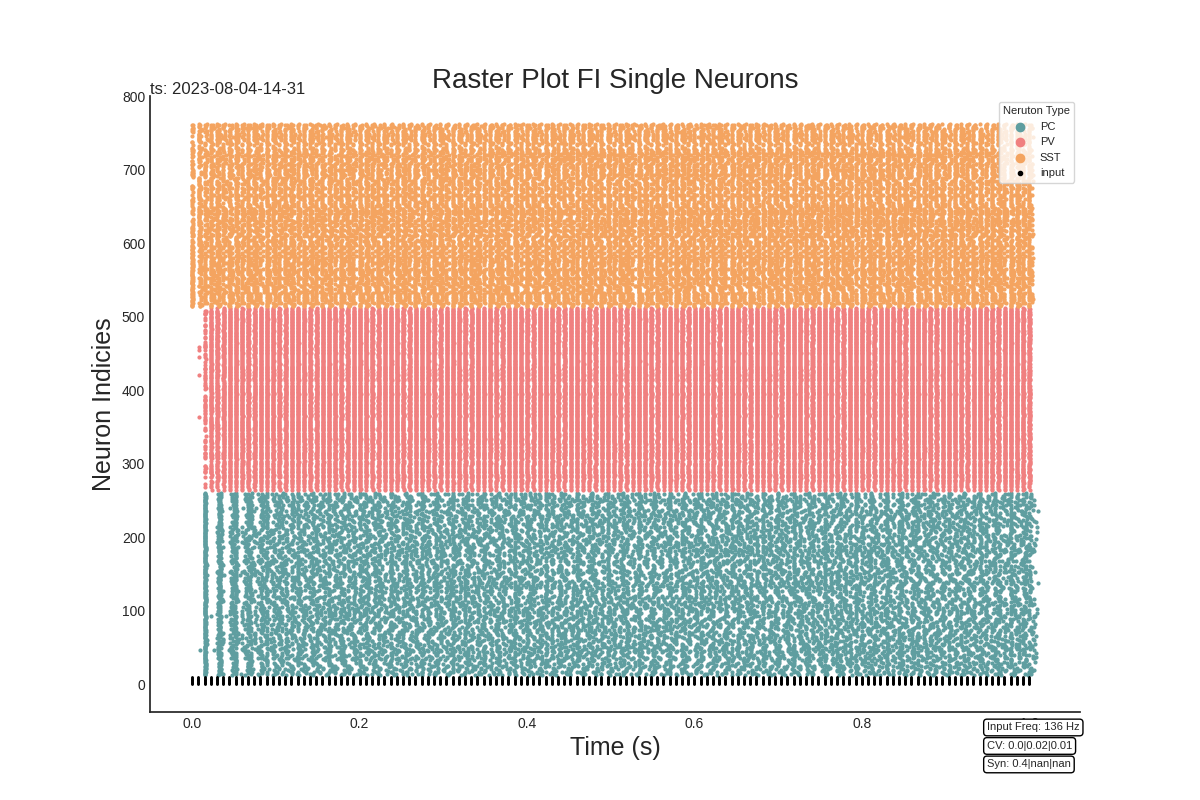 Raster Plot FI Single Neurons
ts: 2023-08-04-14-31
Neruton Type
PC
PV
SST
input
800
700
600
500
400
300
200
100
0
Neuron Indicies
0.0 0.2 0.4 0.6 0.8
Time (s)
Input Freq: 136 Hz
CV: 0.0|0.02|0.01
Syn: 0.4|nan|nan